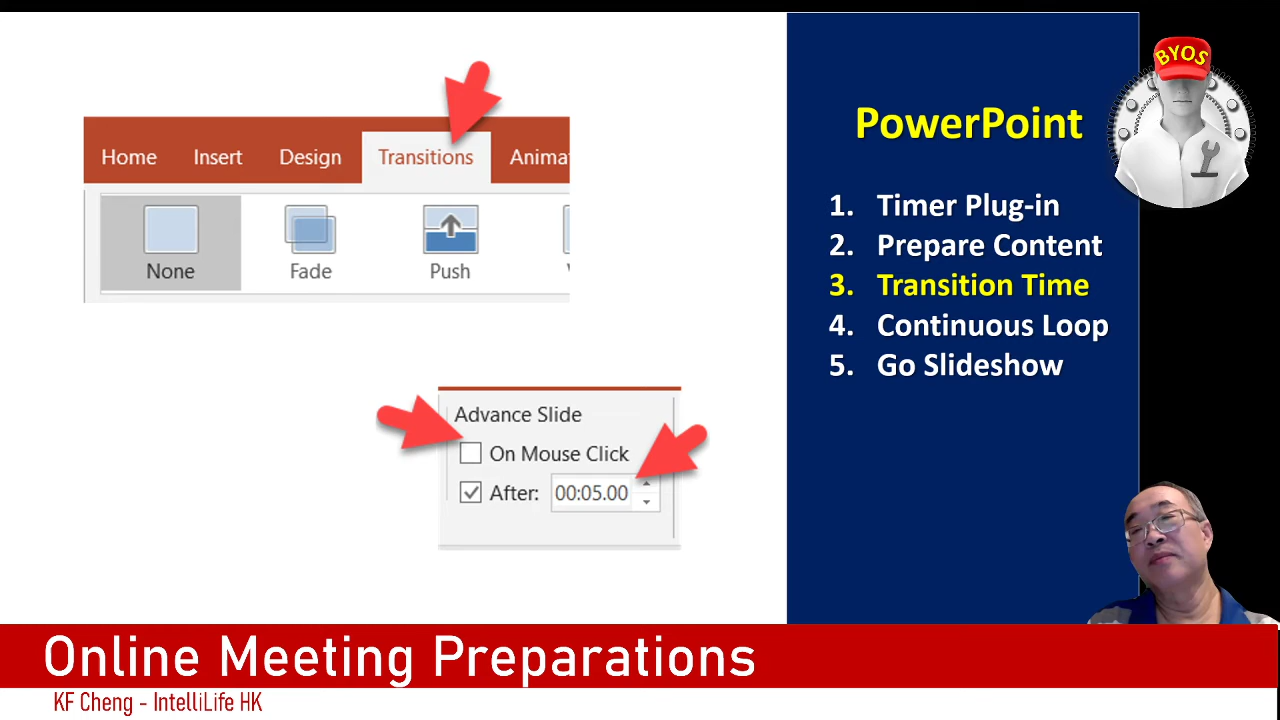 BYOS
Home Insert Design Transitions Anima
None Fade Push
Advance Slide
On Mouse Click
After: 00:05.00
PowerPoint
1. Timer Plug-in
2. Prepare Content
3. Transition Time
4. Continuous Loop
5. Go Slideshow
Online Meeting Preparations
KF Cheng - IntelliLife HK